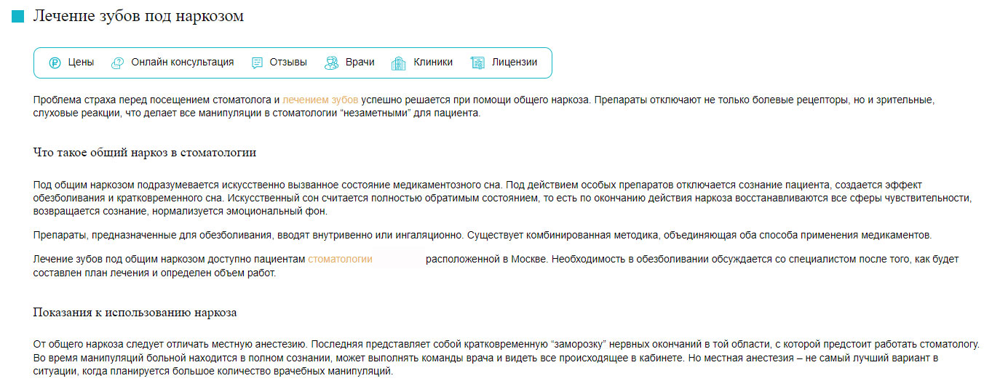 Лечение зубов под наркозом
Цены Онлайн консультация Отзывы Врачи Клиники Лицензии
Проблема страха перед посещением стоматолога и лечением зубов успешно решается при помощи общего наркоза. Препараты отключают не только болевые рецепторы, но и зрительные,
слуховые реакции, что делает все манипуляции в стоматологии “незаметными” для пациента.
Что такое общий наркоз в стоматологии
Под общим наркозом подразумевается искусственно вызванное состояние медикаментозного сна. Под действием особых препаратов отключается сознание пациента, создается эффект
обезболивания и кратковременного сна. Искусственный сон считается полностью обратимым состоянием, то есть по окончанию действия наркоза восстанавливаются все сферы чувствительности,
возвращается сознание, нормализуется эмоциональный фон.
Препараты, предназначенные для обезболивания, вводят внутривенно или ингаляционно. Существует комбинированная методика, объединяющая оба способа применения медикаментов.
Лечение зубов под общим наркозом доступно пациентам стоматологии расположенной в Москве. Необходимость в обезболивании обсуждается со специалистом после того, как будет
составлен план лечения и определен объем работ.
Показания к использованию наркоза
От общего наркоза следует отличать местную анестезию. Последняя представляет собой кратковременную “заморозку” нервных окончаний в той области, с которой предстоит работать стоматологу.
Во время манипуляций больной находится в полном сознании, может выполнять команды врача и видеть все происходящее в кабинете. Но местная анестезия – не самый лучший вариант в
ситуации, когда планируется большое количество врачебных манипуляций.